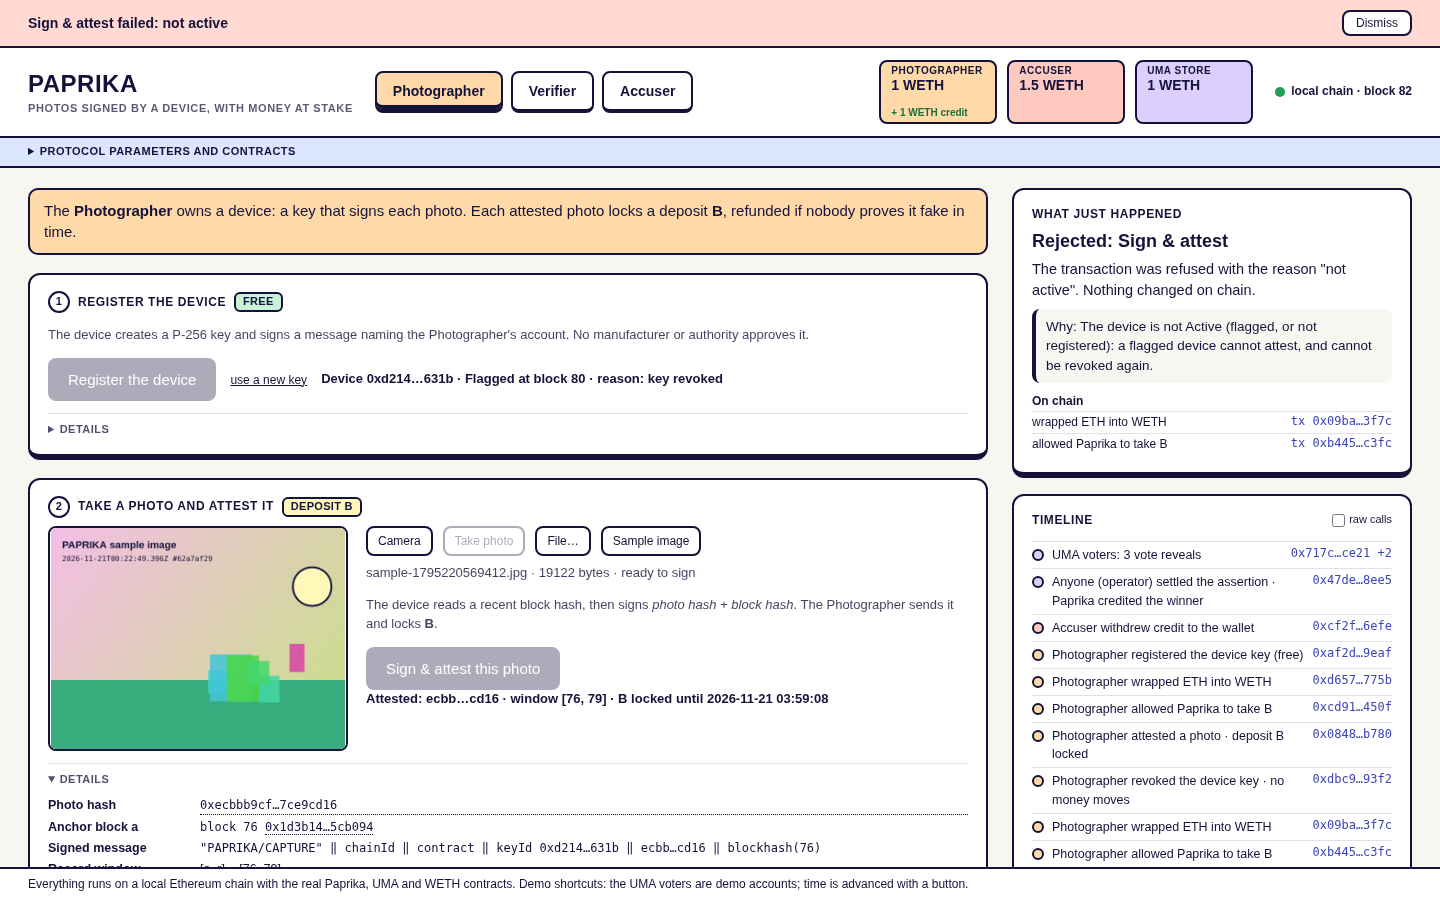 Sign & attest failed: not active
Dismiss
PAPRIKA
PHOTOS SIGNED BY A DEVICE, WITH MONEY AT STAKE
Photographer
Verifier
Accuser
PHOTOGRAPHER
1 WETH
+ 1 WETH credit
ACCUSER
1.5 WETH
UMA STORE
1 WETH
local chain · block 82
PROTOCOL PARAMETERS AND CONTRACTS
The Photographer owns a device: a key that signs each photo. Each attested photo locks a deposit B, refunded if nobody proves it fake in
time.
1 REGISTER THE DEVICE FREE
The device creates a P-256 key and signs a message naming the Photographer's account. No manufacturer or authority approves it.
Register the device use a new key Device 0xd214…631b · Flagged at block 80 · reason: key revoked
DETAILS
2 TAKE A PHOTO AND ATTEST IT DEPOSIT B
PAPRIKA sample image
2026-11-21T00:22:49.396Z #62a7af29
Camera
Take photo
File…
Sample image
sample-1795220569412.jpg · 19122 bytes · ready to sign
The device reads a recent block hash, then signs photo hash + block hash. The Photographer sends it
and locks B.
Sign & attest this photo
Attested: ecbb…cd16 · window [76, 79] · B locked until 2026-11-21 03:59:08
DETAILS
Photo hash 0xecbbb9cf…7ce9cd16
Anchor block a block 76 0x1d3b14…5cb094
Signed message "PAPRIKA/CAPTURE" ‖ chainId ‖ contract ‖ keyId 0xd214…631b ‖ ecbb…cd16 ‖ blockhash(76)
WHAT JUST HAPPENED
Rejected: Sign & attest
The transaction was refused with the reason "not
active". Nothing changed on chain.
Why: The device is not Active (flagged, or not
registered): a flagged device cannot attest, and cannot
be revoked again.
On chain
wrapped ETH into WETH tx 0x09ba…3f7c
allowed Paprika to take B tx 0xb445…c3fc
TIMELINE
raw calls
UMA voters: 3 vote reveals 0x717c…ce21 +2
Anyone (operator) settled the assertion · 0x47de…8ee5
Paprika credited the winner
Accuser withdrew credit to the wallet 0xcf2f…6efe
Photographer registered the device key (free) 0xaf2d…9eaf
Photographer wrapped ETH into WETH 0xd657…775b
Photographer allowed Paprika to take B 0xcd91…450f
Photographer attested a photo · deposit B 0x0848…b780
locked
Photographer revoked the device key · no 0xdbc9…93f2
money moves
Photographer wrapped ETH into WETH 0x09ba…3f7c
Photographer allowed Paprika to take B 0xb445…c3fc
Everything runs on a local Ethereum chain with the real Paprika, UMA and WETH contracts. Demo shortcuts: the UMA voters are demo accounts; time is advanced with a button.